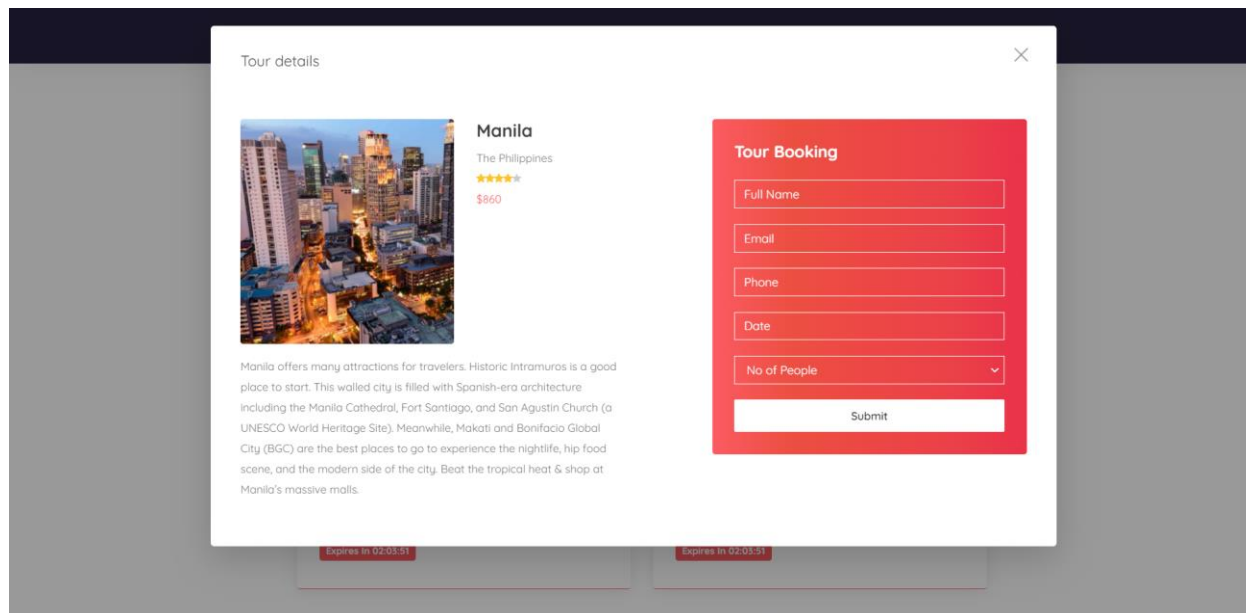 Tour details
Manila
The Philippines
$860
Manila offers many attractions for travelers. Historic Intramuros is a good
place to start. This walled city is filled with Spanish-era architecture
including the Manila Cathedral, Fort Santiago, and San Agustin Church (a
UNESCO World Heritage Site). Meanwhile, Makati and Bonifacio Global
City (BGC) are the best places to go to experience the nightlife, hip food
scene, and the modern side of the city. Beat the tropical heat & shop at
Manila's massive malls.
Tour Booking
Full Name
Email
Phone
Date
No of People
Submit
Expires In 02:03:51
Expires In 02:03:51